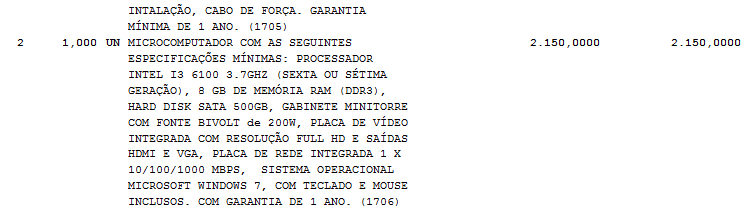 INTALAÇÃO, CABO DE FORÇA. GARANTIA
MÍNIMA DE 1 ANO. (1705)
2 1,000 UN MICROCOMPUTADOR COM AS SEGUINTES 2.150,0000 2.150,0000
ESPECIFICAÇÕES MÍNIMAS: PROCESSADOR
INTEL I3 6100 3.7GHZ (SEXTA OU SÉTIMA
GERAÇÃO), 8 GB DE MEMÓRIA RAM (DDR3),
HARD DISK SATA 500GB, GABINETE MINITORRE
COM FONTE BIVOLT de 200W, PLACA DE VÍDEO
INTEGRADA COM RESOLUÇÃO FULL HD E SAÍDAS
HDMI E VGA, PLACA DE REDE INTEGRADA 1 X
10/100/1000 MBPS, SISTEMA OPERACIONAL
MICROSOFT WINDOWS 7, COM TECLADO E MOUSE
INCLUSOS. COM GARANTIA DE 1 ANO. (1706)